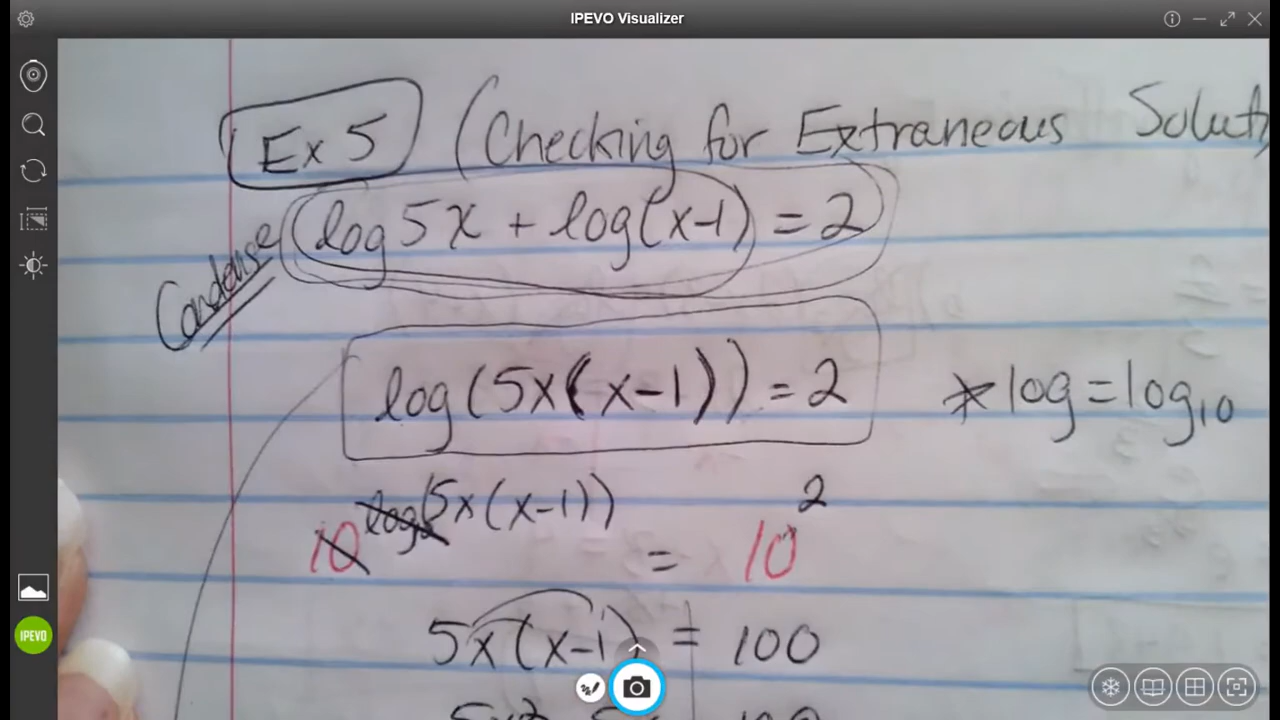 IPEVO Visualizer
Ex 5 (Checking for Extraneous
log 5x + log(x-1) = 2
Condense
log(5x(x-1)) = 2 * log = log₁₀
10^log(5x(x-1)) = 10^2
5x(x-1) = 100
IPEVO